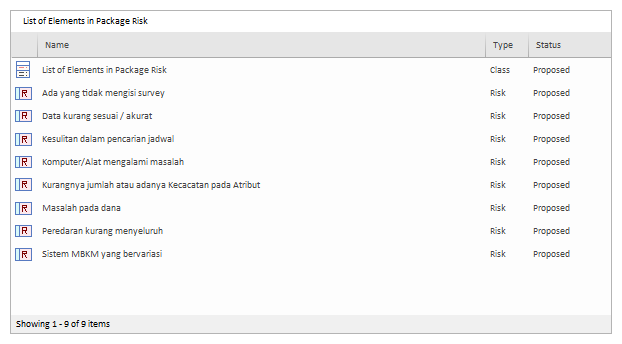 List of Elements in Package Risk
Name Type Status
List of Elements in Package Risk Class Proposed
R Ada yang tidak mengisi survey Risk Proposed
R Data kurang sesuai / akurat Risk Proposed
R Kesulitan dalam pencarian jadwal Risk Proposed
R Komputer/Alat mengalami masalah Risk Proposed
R Kurangnya jumlah atau adanya Kecacatan pada Atribut Risk Proposed
R Masalah pada dana Risk Proposed
R Peredaran kurang menyeluruh Risk Proposed
R Sistem MBKM yang bervariasi Risk Proposed
Showing 1 - 9 of 9 items